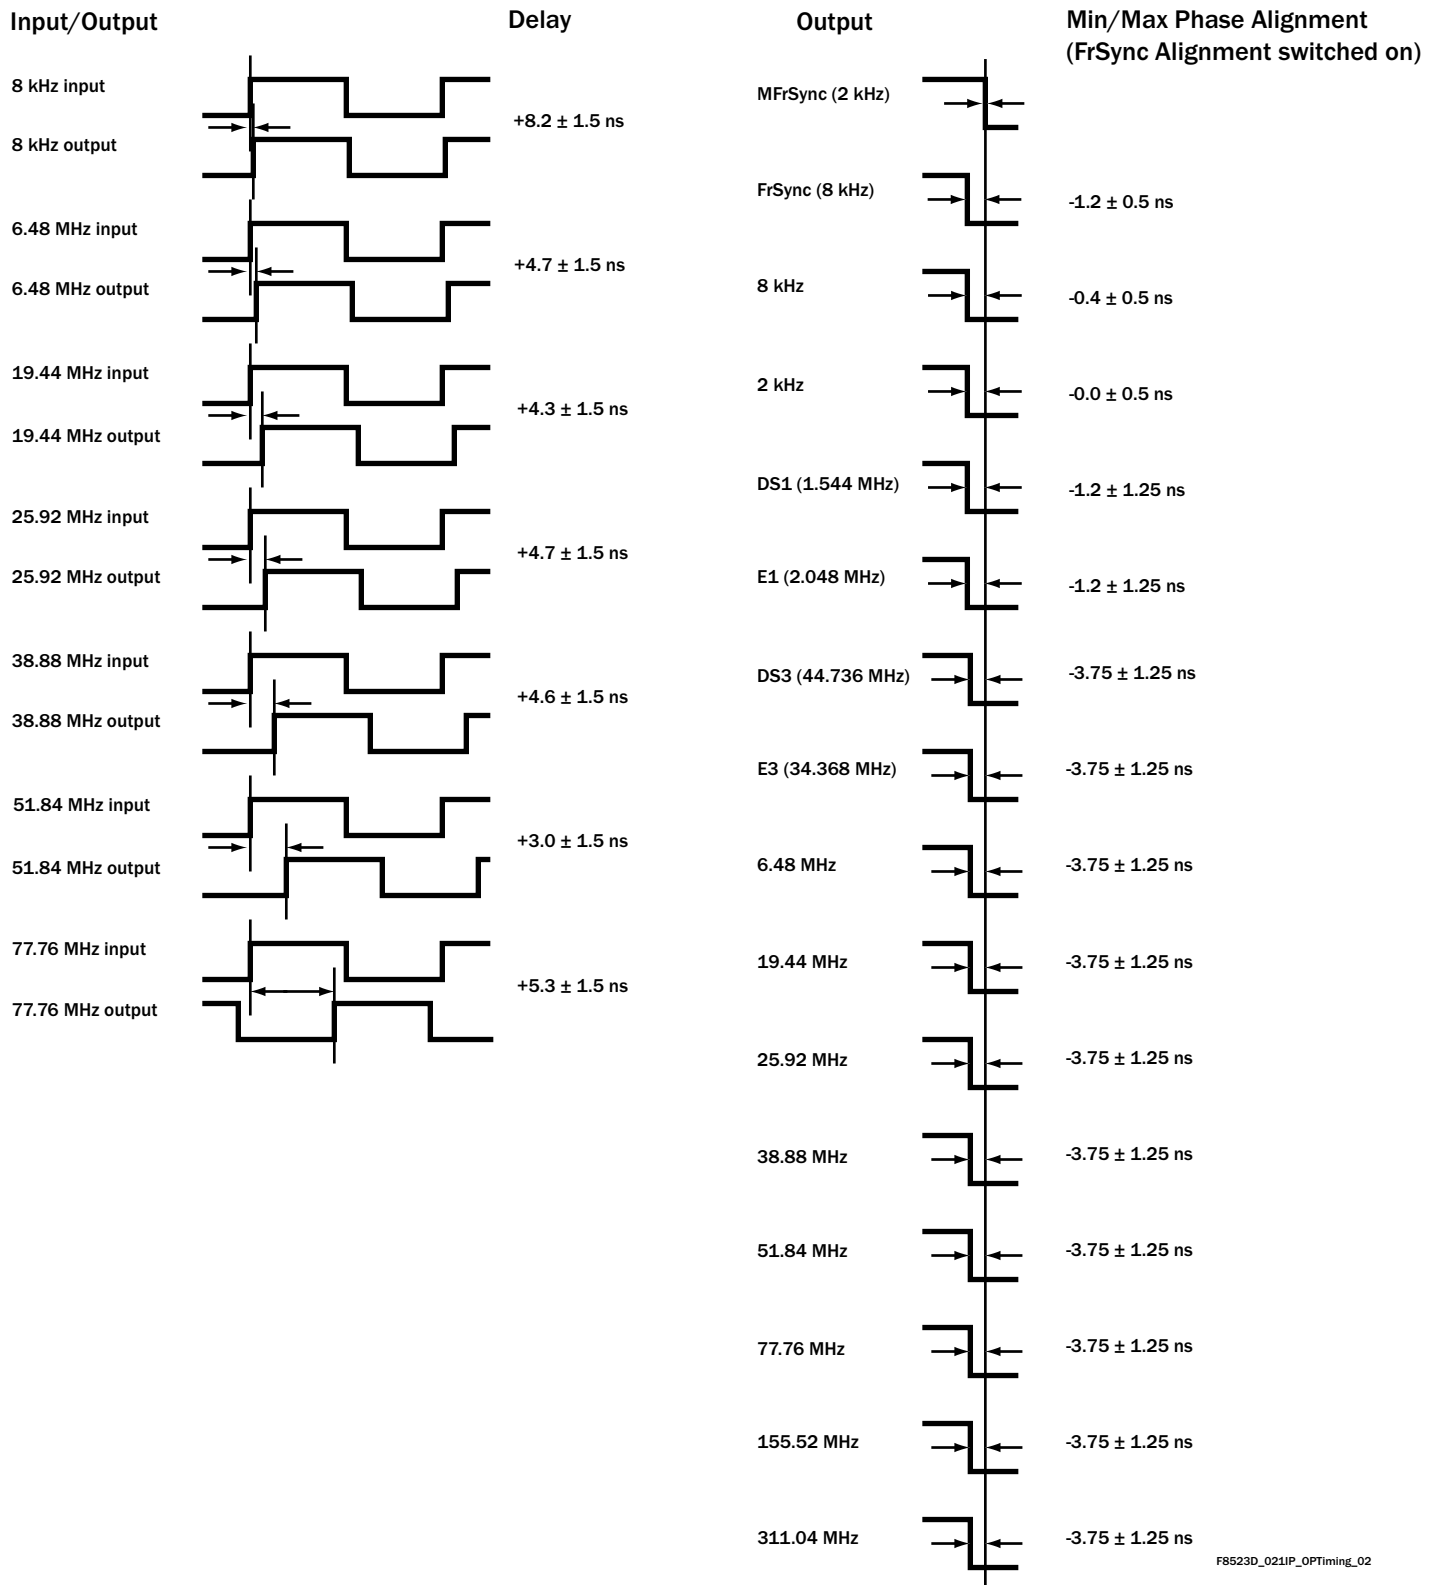 Input/Output
Delay
8 kHz input
8 kHz output
+8.2 ± 1.5 ns
6.48 MHz input
6.48 MHz output
+4.7 ± 1.5 ns
19.44 MHz input
19.44 MHz output
+4.3 ± 1.5 ns
25.92 MHz input
25.92 MHz output
+4.7 ± 1.5 ns
38.88 MHz input
38.88 MHz output
+4.6 ± 1.5 ns
51.84 MHz input
51.84 MHz output
+3.0 ± 1.5 ns
77.76 MHz input
77.76 MHz output
+5.3 ± 1.5 ns
Output
Min/Max Phase Alignment
(FrSync Alignment switched on)
MFrSync (2 kHz)
FrSync (8 kHz)
-1.2 ± 0.5 ns
8 kHz
-0.4 ± 0.5 ns
2 kHz
-0.0 ± 0.5 ns
DS1 (1.544 MHz)
-1.2 ± 1.25 ns
E1 (2.048 MHz)
-1.2 ± 1.25 ns
DS3 (44.736 MHz)
-3.75 ± 1.25 ns
E3 (34.368 MHz)
-3.75 ± 1.25 ns
6.48 MHz
-3.75 ± 1.25 ns
19.44 MHz
-3.75 ± 1.25 ns
25.92 MHz
-3.75 ± 1.25 ns
38.88 MHz
-3.75 ± 1.25 ns
51.84 MHz
-3.75 ± 1.25 ns
77.76 MHz
-3.75 ± 1.25 ns
155.52 MHz
-3.75 ± 1.25 ns
311.04 MHz
-3.75 ± 1.25 ns
F8523D_021IP_OPTiming_02